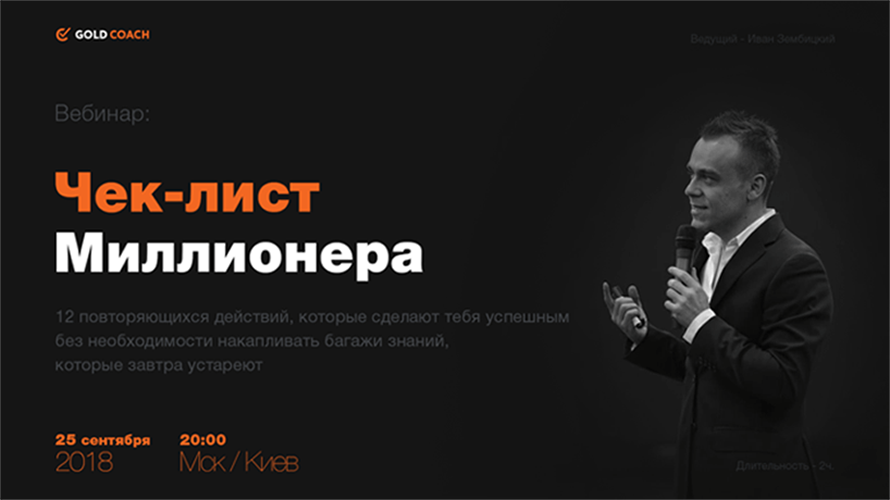 GOLD COACH
Ведущий - Иван Зембицкий
Вебинар:
Чек-лист
Миллионера
12 повторяющихся действий, которые сделают тебя успешным
без необходимости накапливать багажи знаний,
которые завтра устареют
25 сентября 20:00
2018 Мск / Киев
Длительность - 2ч.